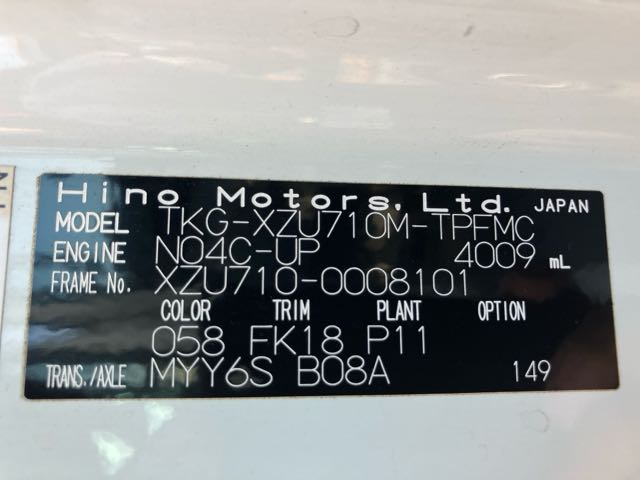 Hino Motors, Ltd. JAPAN
MODEL TKG-XZU710M-TPFMC
ENGINE N04C-UP 4009 mL
FRAME No. XZU710-0008101
COLOR TRIM PLANT OPTION
058 FK18 P11
TRANS./AXLE MYY6S B08A 149